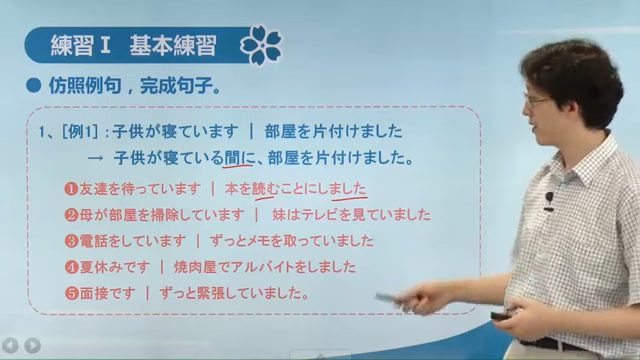 練習Ⅰ 基本練習
● 仿照例句，完成句子。
1、[例1]：子供が寝ています｜部屋を片付けました
→ 子供が寝ている間に、部屋を片付けました。
❶友達を待っています｜本を読むことにしました
❷母が部屋を掃除しています｜妹はテレビを見ていました
❸電話をしています｜ずっとメモを取っていました
❹夏休みです｜焼肉屋でアルバイトをしました
❺面接です｜ずっと緊張していました。